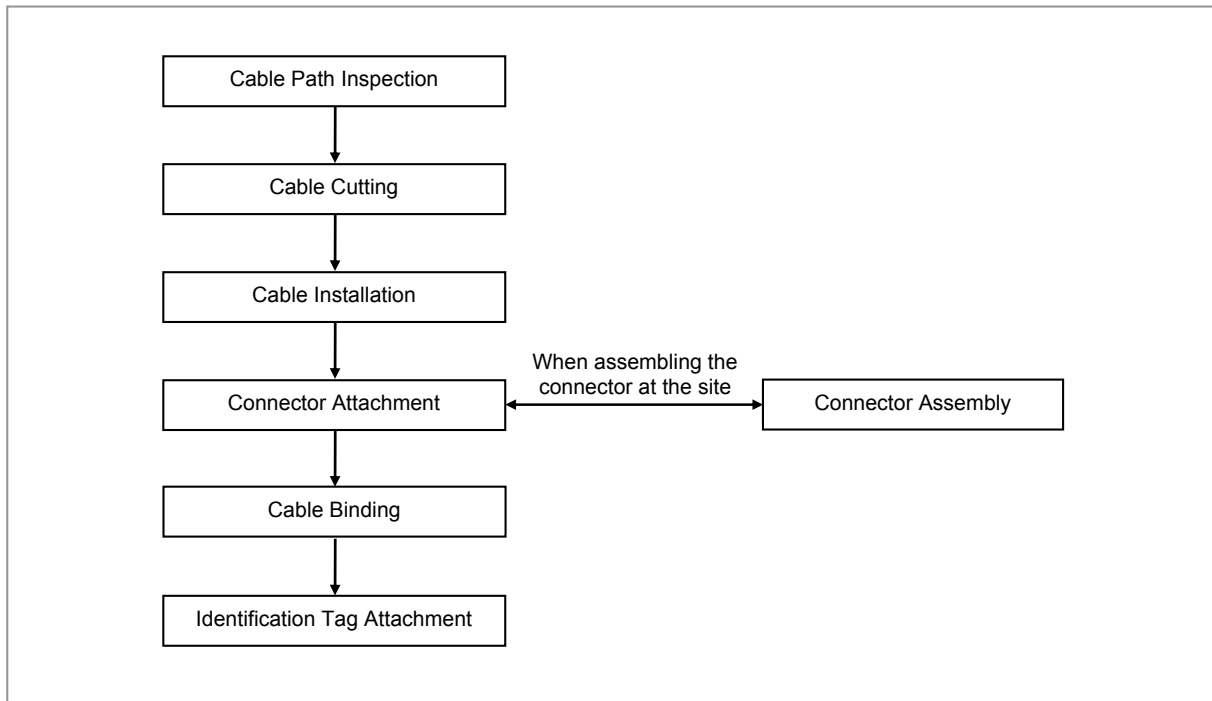 Cable Path Inspection
Cable Cutting
Cable Installation
When assembling the
connector at the site
Connector Attachment
Connector Assembly
Cable Binding
Identification Tag Attachment